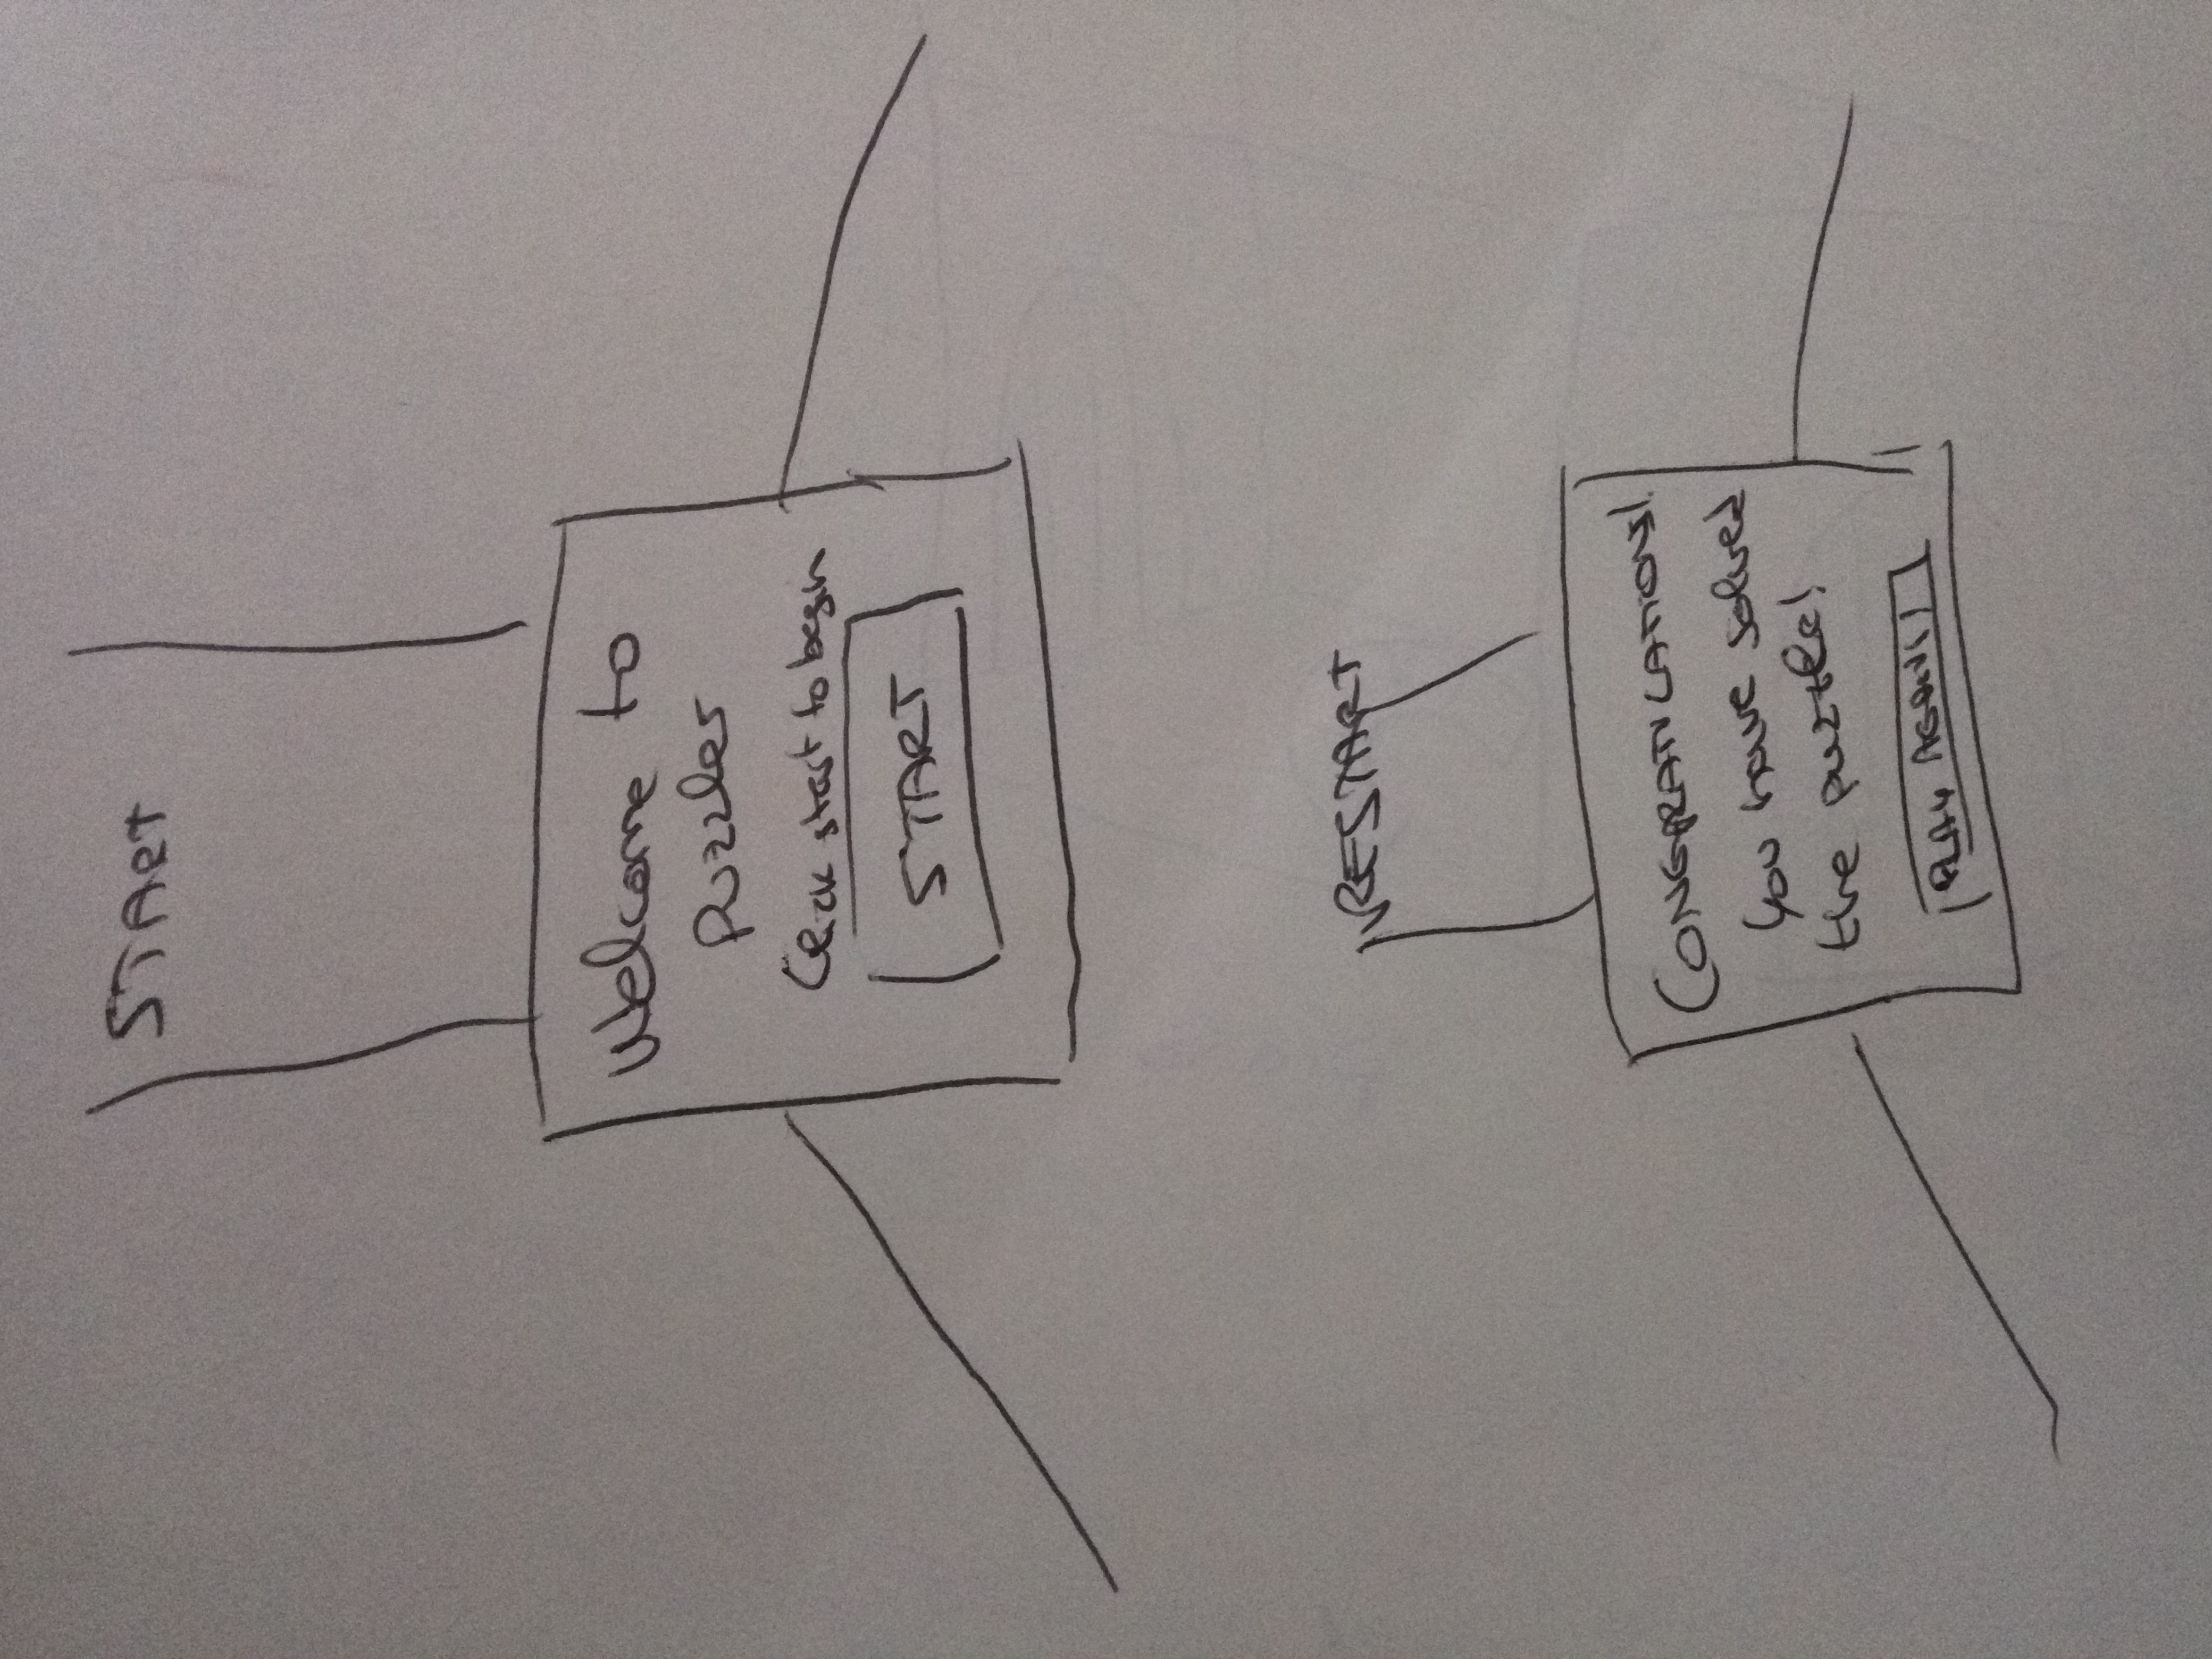 START
Welcome to
puzzles
Click start to begin
START
RESTART
CONGRATULATIONS!
You have solved
the puzzle!
PLAY AGAIN!!